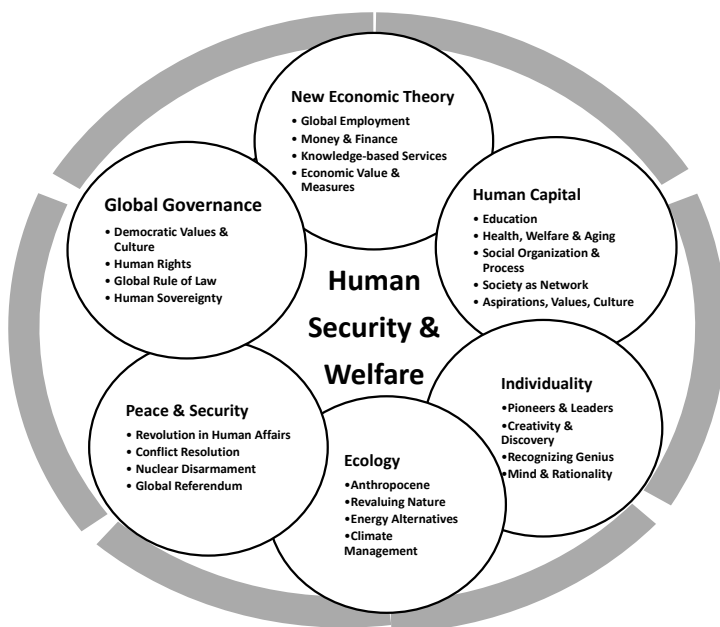 New Economic Theory
• Global Employment
• Money & Finance
• Knowledge-based Services
• Economic Value &
Measures
Human Capital
• Education
• Health, Welfare & Aging
• Social Organization &
Process
• Society as Network
• Aspirations, Values, Culture
Individuality
•Pioneers & Leaders
•Creativity &
Discovery
•Recognizing Genius
•Mind & Rationality
Ecology
•Anthropocene
•Revaluing Nature
•Energy Alternatives
•Climate
Management
Peace & Security
• Revolution in Human Affairs
• Conflict Resolution
• Nuclear Disarmament
• Global Referendum
Global Governance
• Democratic Values &
Culture
• Human Rights
• Global Rule of Law
• Human Sovereignty
Human
Security &
Welfare